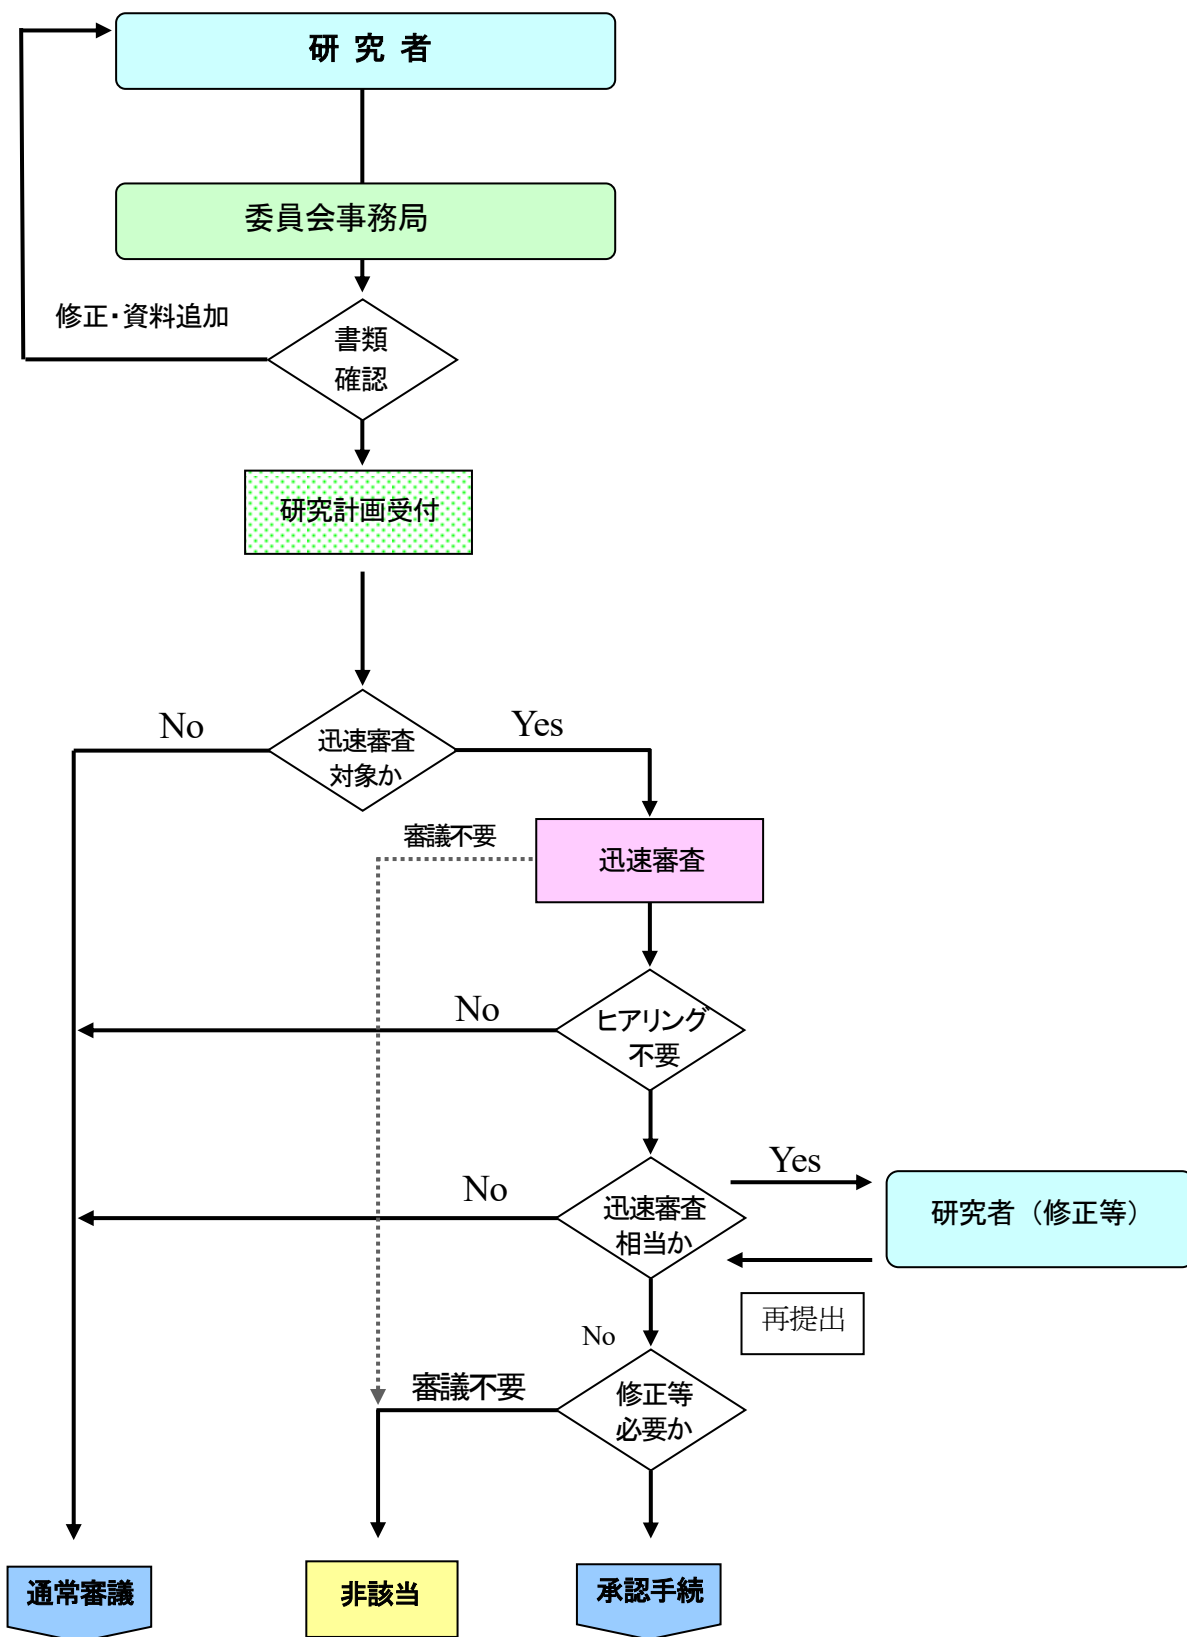 研 究 者
委員会事務局
修正・資料追加
書類
確認
研究計画受付
No
Yes
迅速審査
対象か
審議不要
迅速審査
No
ヒアリング
不要
Yes
No
迅速審査
相当か
研究者（修正等）
再提出
No
審議不要
修正等
必要か
通常審議
非該当
承認手続